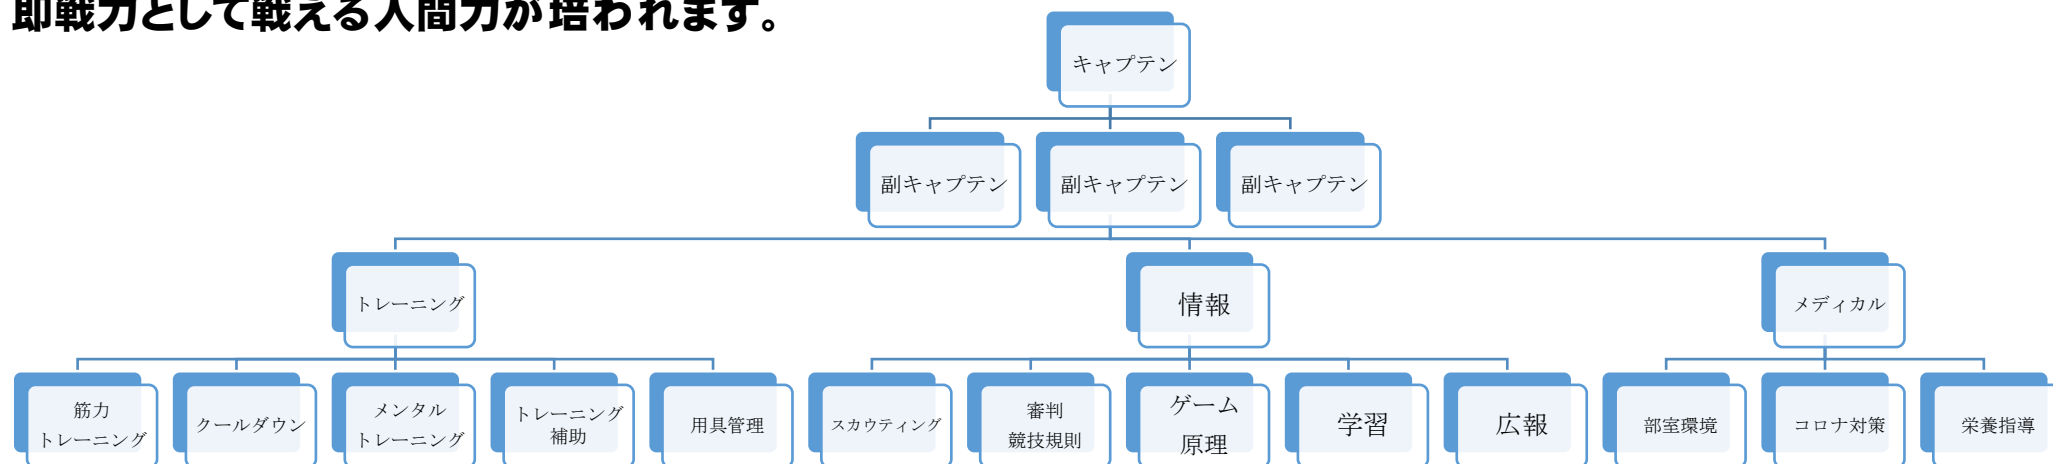 即戦力として戦える人間力が培われます。
キャプテン
副キャプテン
副キャプテン
副キャプテン
トレーニング
情報
メディカル
筋力
トレーニング
クールダウン
メンタル
トレーニング
トレーニング
補助
用具管理
スカウティング
審判
競技規則
ゲーム
原理
学習
広報
部室環境
コロナ対策
栄養指導